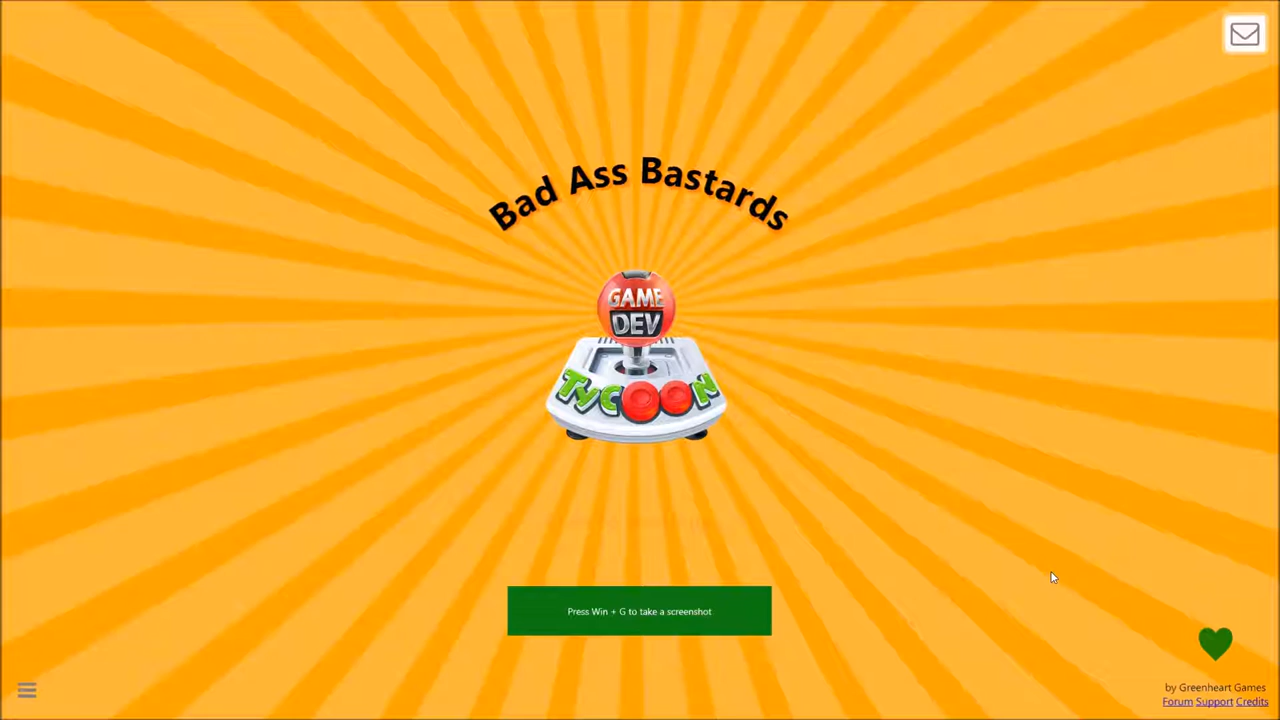 Bad Ass Bastards
GAME
DEV
TYCOON
Press Win + G to take a screenshot
by Greenheart Games
Forum Support Credits